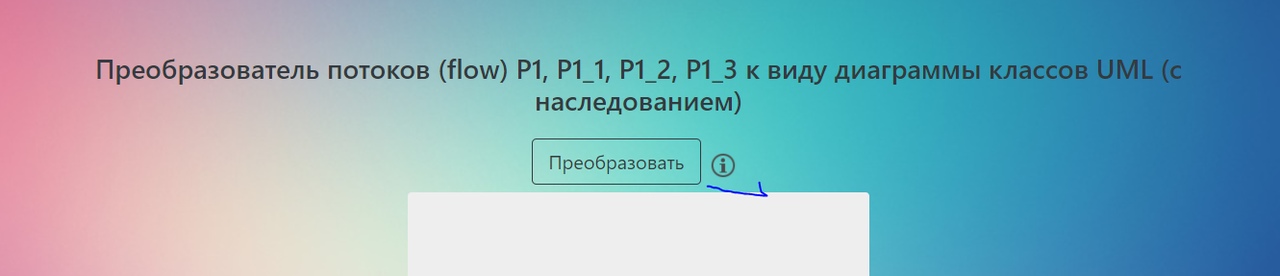 Преобразователь потоков (flow) P1, P1_1, P1_2, P1_3 к виду диаграммы классов UML (с
наследованием)
Преобразовать